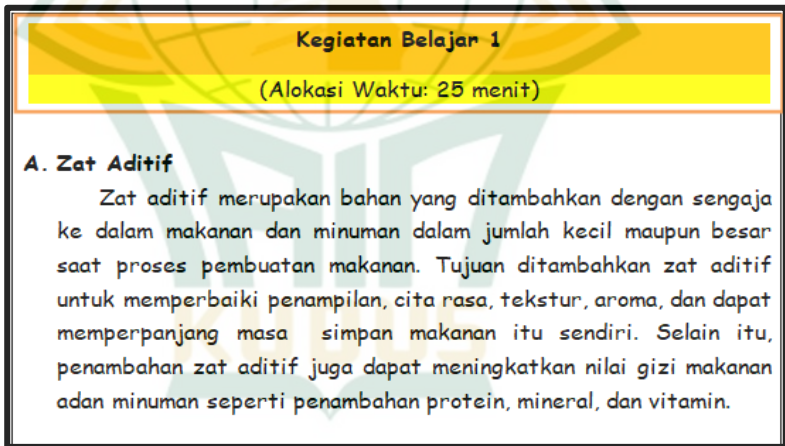 Kegiatan Belajar 1
(Alokasi Waktu: 25 menit)
A. Zat Aditif
Zat aditif merupakan bahan yang ditambahkan dengan sengaja
ke dalam makanan dan minuman dalam jumlah kecil maupun besar
saat proses pembuatan makanan. Tujuan ditambahkan zat aditif
untuk memperbaiki penampilan, cita rasa, tekstur, aroma, dan dapat
memperpanjang masa simpan makanan itu sendiri. Selain itu,
penambahan zat aditif juga dapat meningkatkan nilai gizi makanan
adan minuman seperti penambahan protein, mineral, dan vitamin.